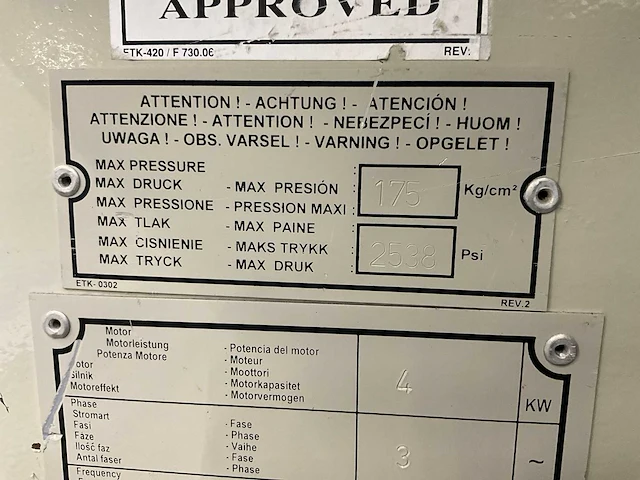 APPROVED
ETK-420 / F 730.06
REV:
ATTENTION ! - ACHTUNG ! - ATENCIÓN !
ATTENZIONE ! - ATTENTION ! - NEBEZPECÍ ! - HUOM !
UWAGA ! - OBS. VARSEL ! - VARNING ! - OPGELET !
MAX PRESSURE
MAX DRUCK - MAX PRESIÓN :
MAX PRESSIONE - PRESSION MAXI :
MAX TLAK - MAX PAINE :
MAX CISNIENIE - MAKS TRYKK :
MAX TRYCK - MAX DRUK :
175 Kg/cm²
2538 Psi
ETK- 0302
REV.2
Motor
Motorleistung - Potencia del motor
Potenza Motore - Moteur
Motor - Moottori
Silnik - Motorkapasitet
Motoreffekt - Motorvermogen
4 KW
Phase
Stromart - Fase
Fasi - Phase
Faze - Vaihe
Ilość faz - Fase
Antal faser - Phase
3 ~
Frequency